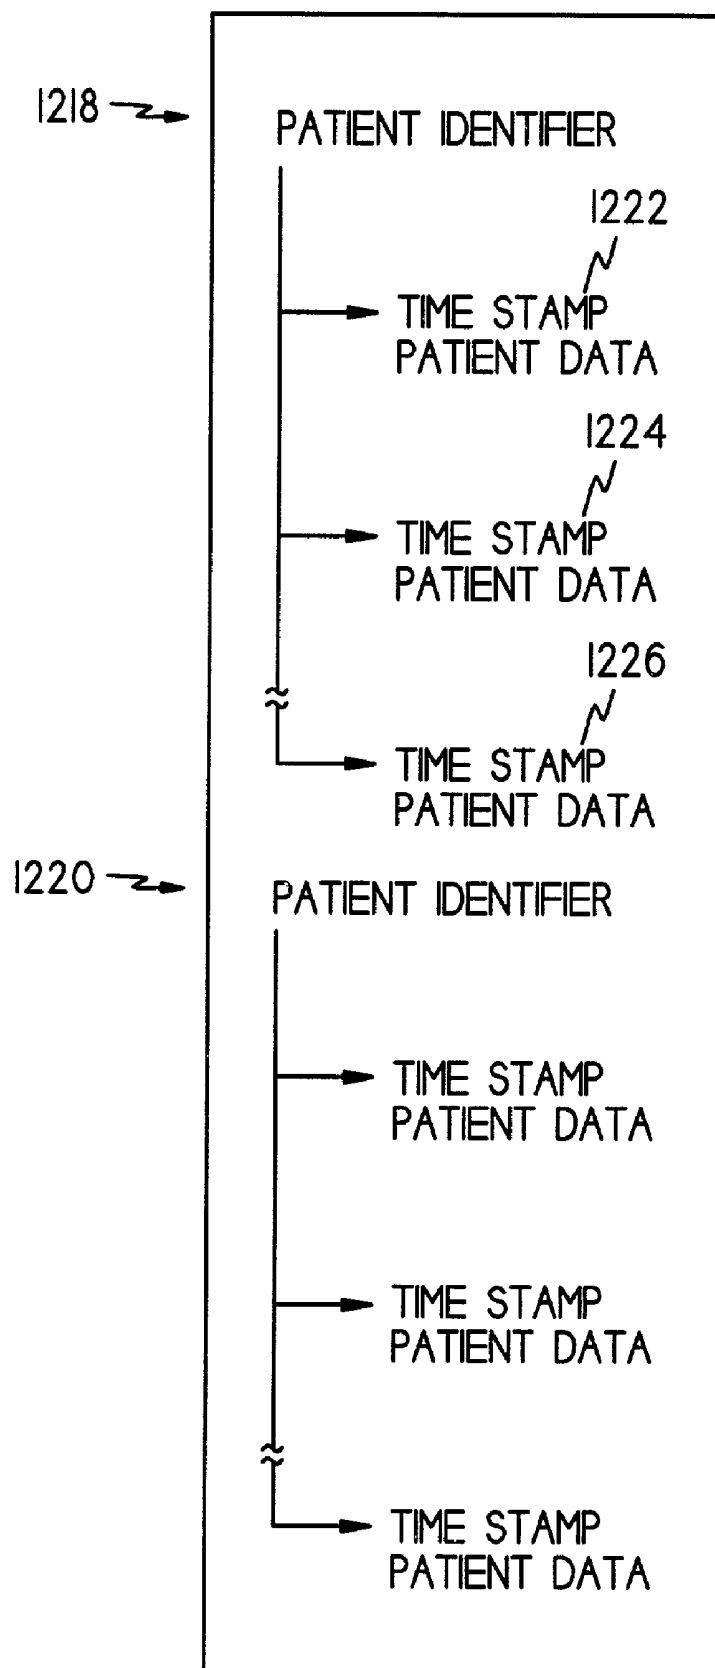 1218
PATIENT IDENTIFIER
1222
TIME STAMP
PATIENT DATA
1224
TIME STAMP
PATIENT DATA
1226
TIME STAMP
PATIENT DATA
1220
PATIENT IDENTIFIER
TIME STAMP
PATIENT DATA
TIME STAMP
PATIENT DATA
TIME STAMP
PATIENT DATA